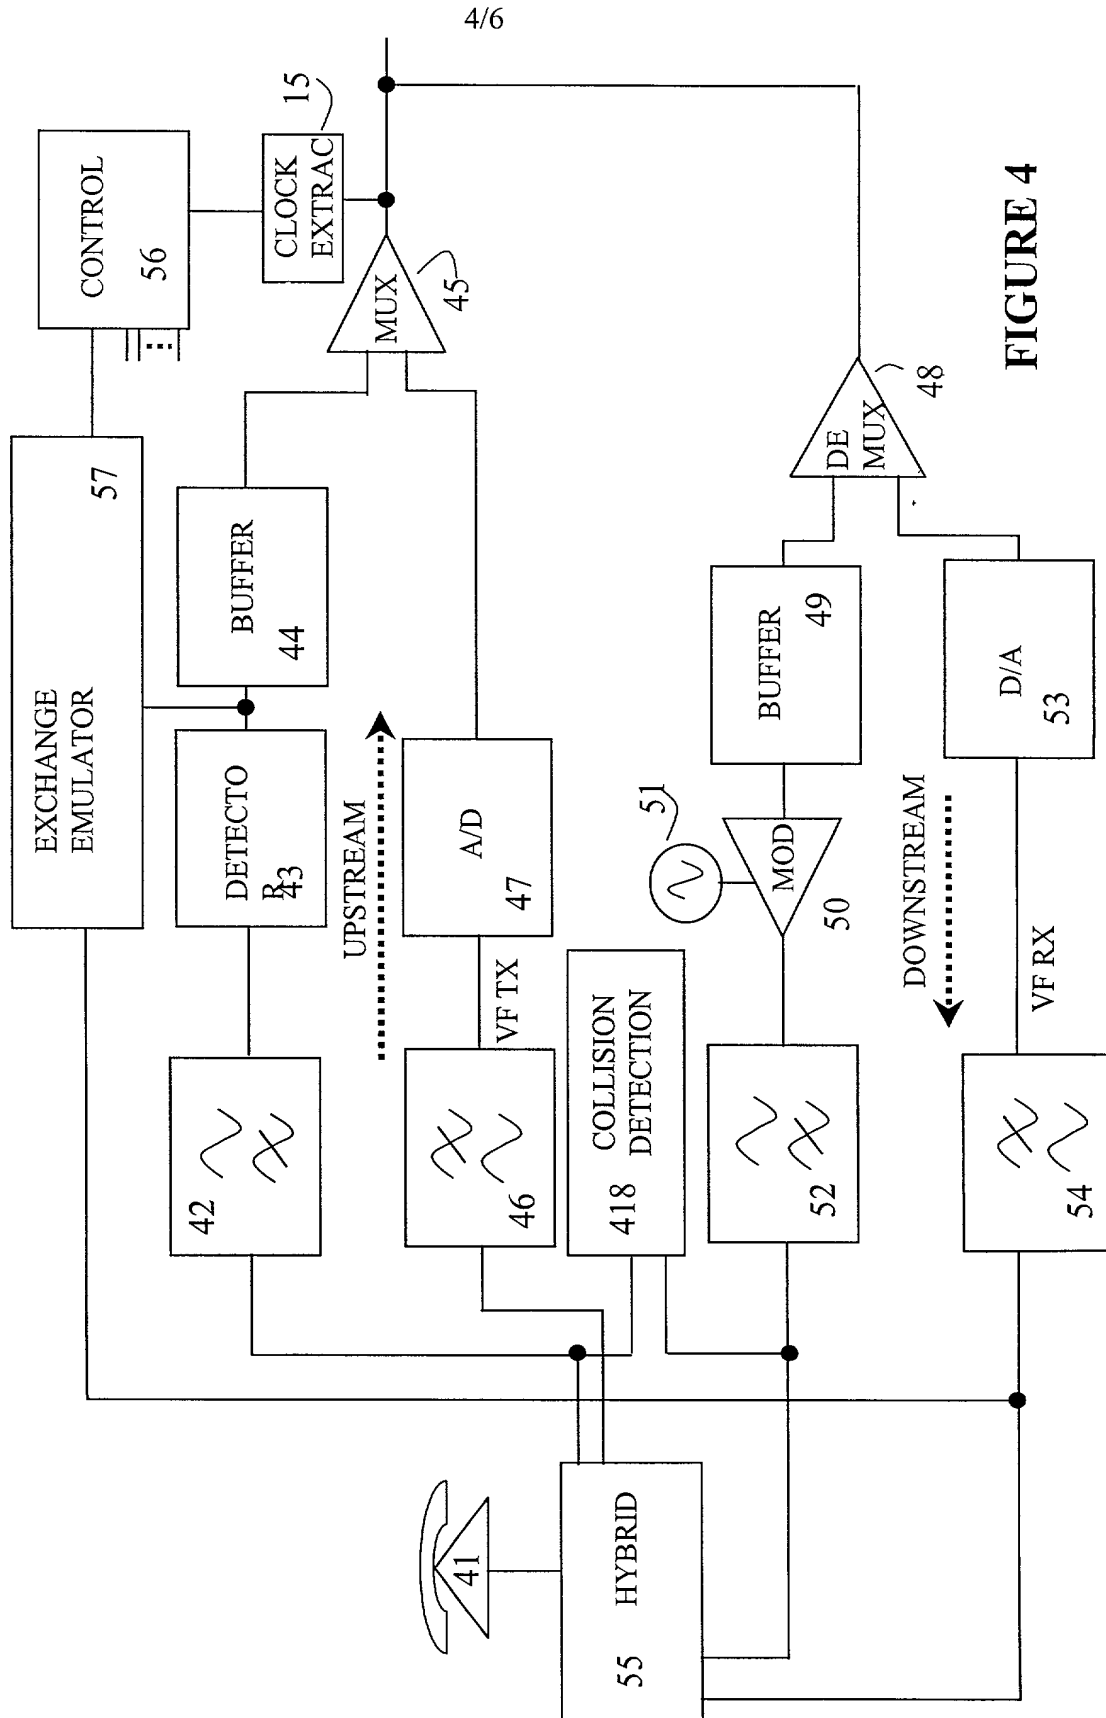 4/6
EXCHANGE
EMULATOR
57
CONTROL
56
CLOCK
EXTRAC
15
DETECTO
R
43
BUFFER
44
42
MUX
45
UPSTREAM
A/D
47
VF TX
46
COLLISION
DETECTION
418
41
HYBRID
55
51
MOD
50
BUFFER
49
DE
MUX
48
52
DOWNSTREAM
D/A
53
VF RX
54
FIGURE 4